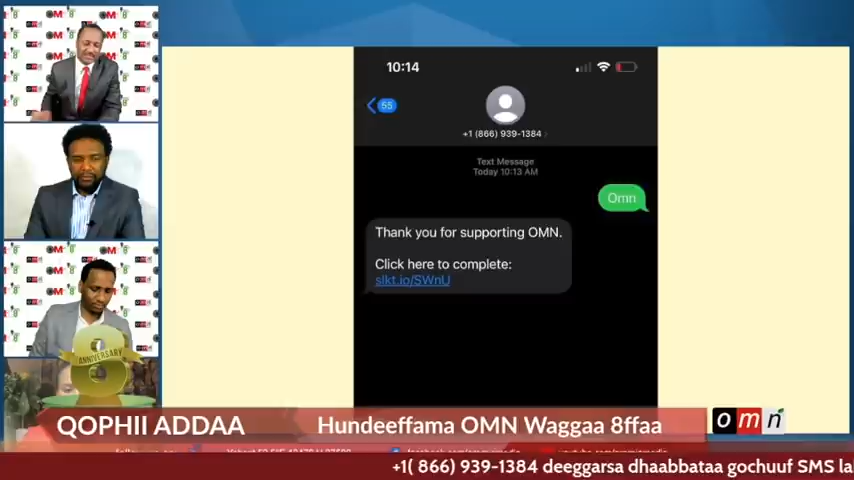 10:14
55
+1 (866) 939-1384
Text Message
Today 10:13 AM
Omn
Thank you for supporting OMN.
Click here to complete:
slkt.io/SWnU
8
ANNIVERSARY
QOPHII ADDAA
Hundeeffama OMN Waggaa 8ffaa
omn
+1( 866) 939-1384 deeggarsa dhaabbataa gochuuf SMS la